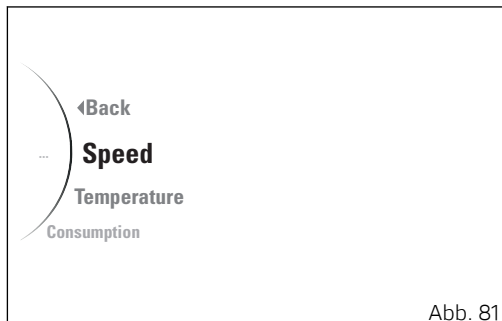 ◀Back
...
Speed
Temperature
Consumption
Abb. 81